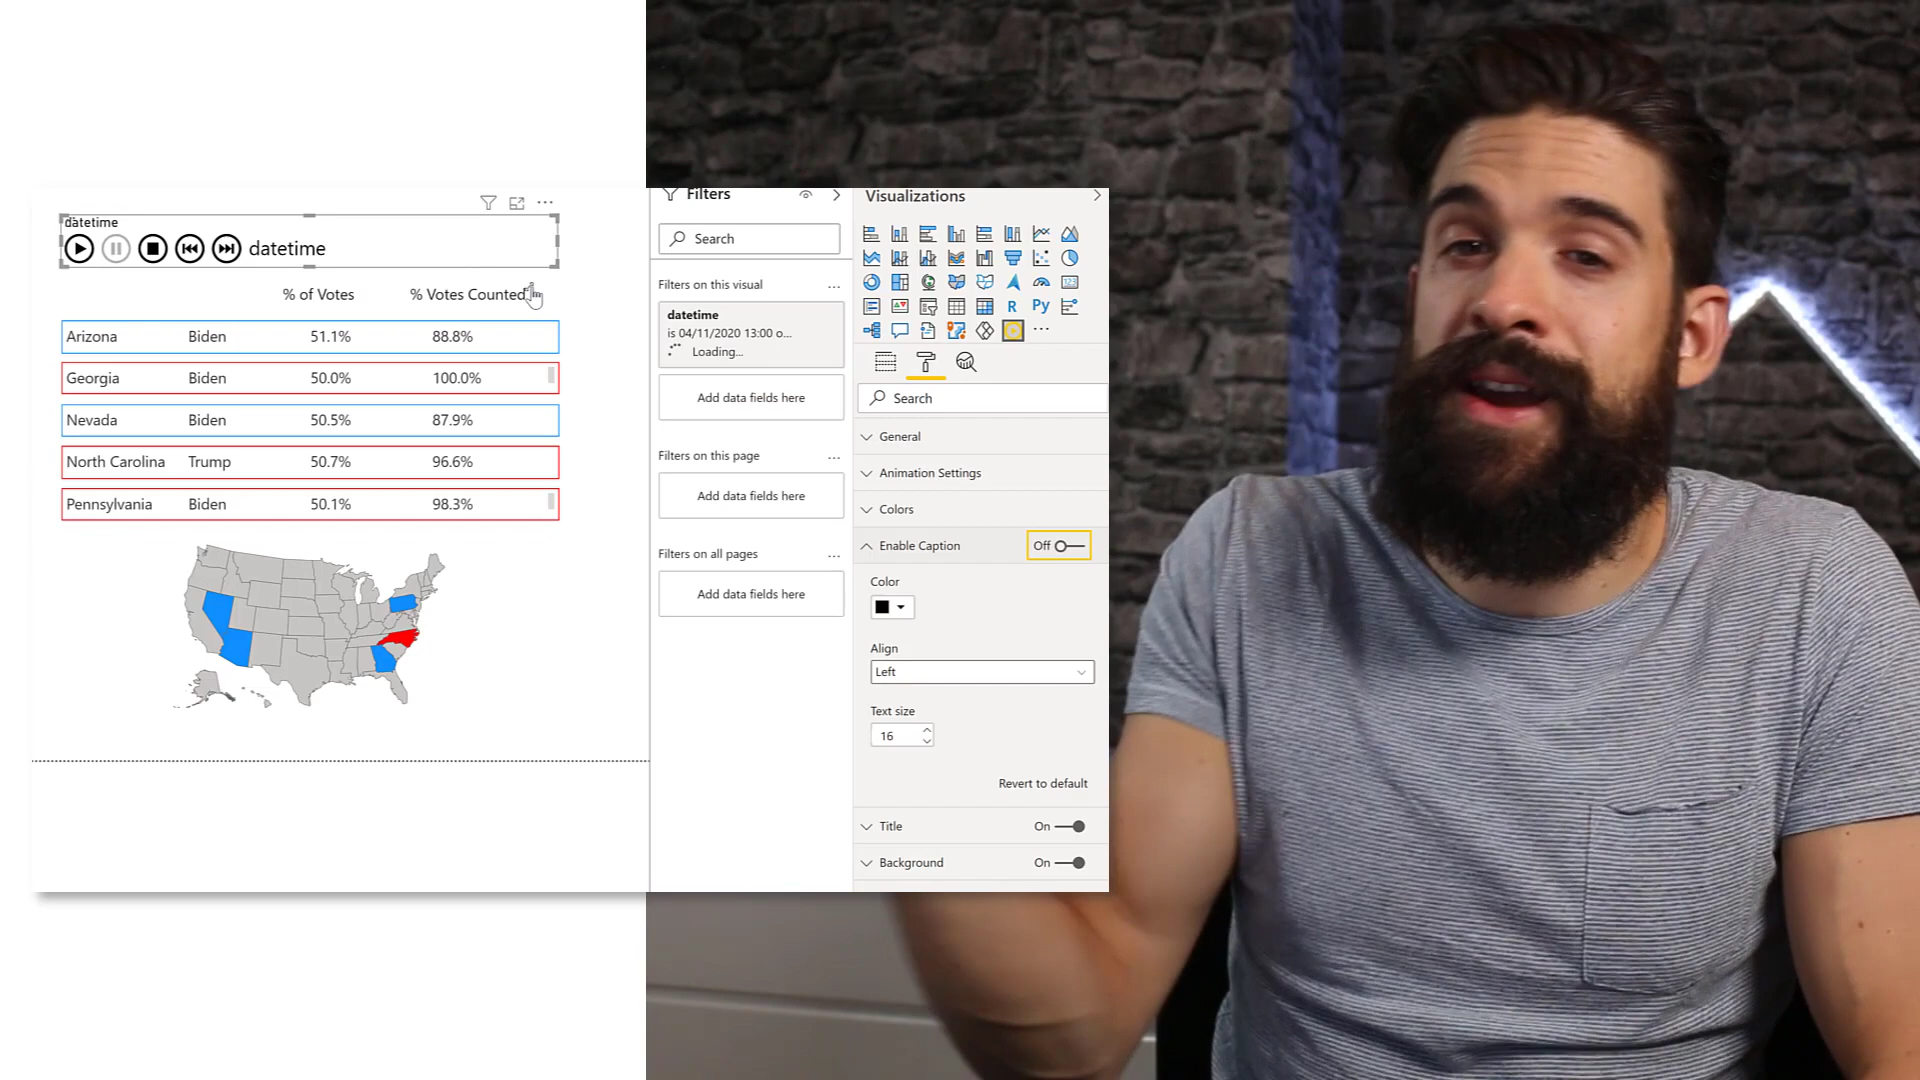 datetime
datetime
% of Votes % Votes Counted
Arizona Biden 51.1% 88.8%
Georgia Biden 50.0% 100.0%
Nevada Biden 50.5% 87.9%
North Carolina Trump 50.7% 96.6%
Pennsylvania Biden 50.1% 98.3%
Filters
Search
Filters on this visual ...
datetime
is 04/11/2020 13:00 o...
Loading...
Add data fields here
Filters on this page ...
Add data fields here
Filters on all pages ...
Add data fields here
Visualizations
R Py
Search
General
Animation Settings
Colors
Enable Caption Off
Color
Align
Left
Text size
16
Revert to default
Title On
Background On